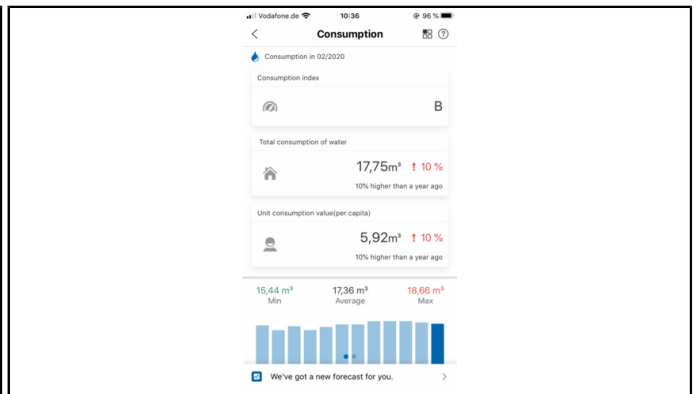 Vodafone.de 10:36 96 %
Consumption
Consumption in 02/2020
Consumption index
B
Total consumption of water
17,75m³ ↑ 10 %
10% higher than a year ago
Unit consumption value(per capita)
5,92m³ ↑ 10 %
10% higher than a year ago
15,44 m³ 17,36 m³ 18,66 m³
Min Average Max
We've got a new forecast for you.